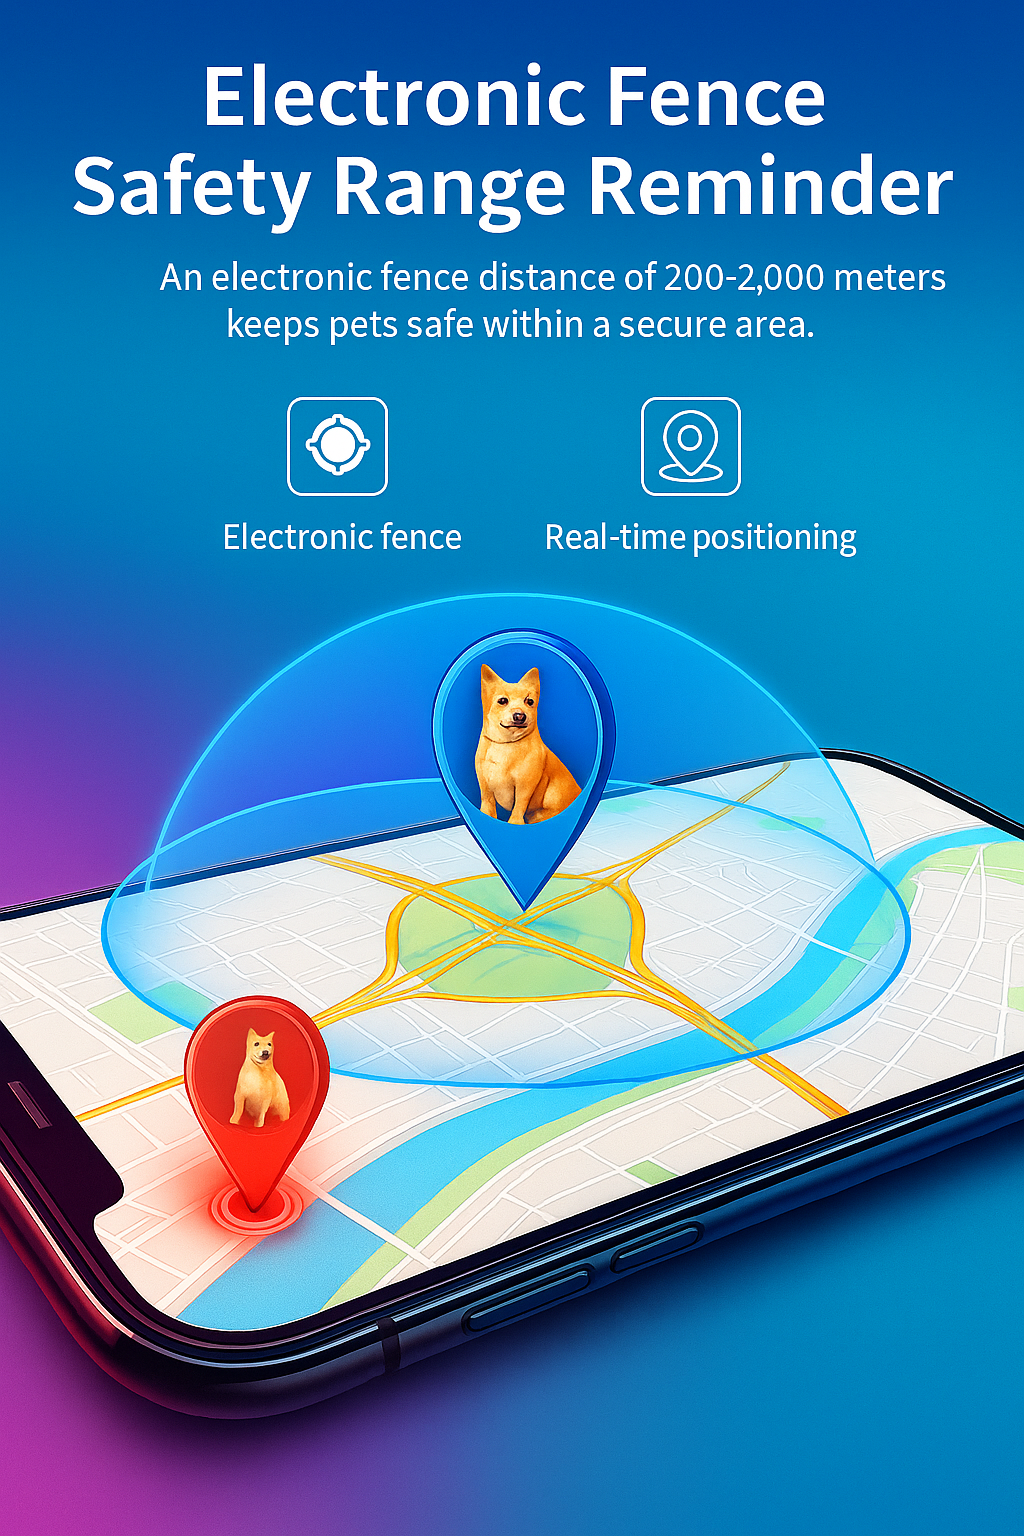 Electronic Fence
Safety Range Reminder
An electronic fence distance of 200-2,000 meters
keeps pets safe within a secure area.
Electronic fence
Real-time positioning